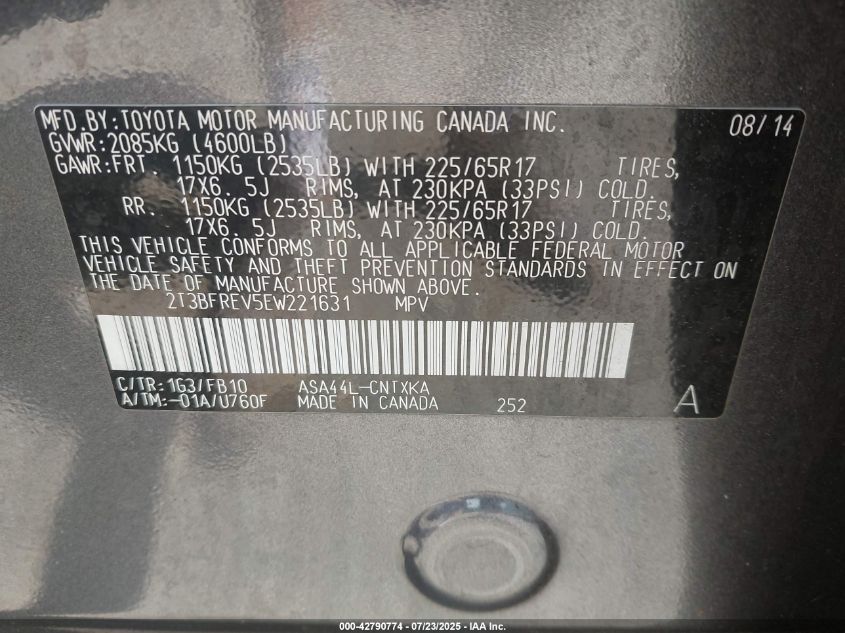 MFD.BY:TOYOTA MOTOR MANUFACTURING CANADA INC. 08/14
GVWR:2085KG (4600LB)
GAWR:FRT. 1150KG (2535LB) WITH 225/65R17 TIRES,
17X6.5J RIMS, AT 230KPA (33PSI) COLD.
RR. 1150KG (2535LB) WITH 225/65R17 TIRES,
17X6.5J RIMS, AT 230KPA (33PSI) COLD.
THIS VEHICLE CONFORMS TO ALL APPLICABLE FEDERAL MOTOR
VEHICLE SAFETY AND THEFT PREVENTION STANDARDS IN EFFECT ON
THE DATE OF MANUFACTURE SHOWN ABOVE.
2T3BFREV5EW221631 MPV
C/TR:1G3/FB10 ASA44L-CNTXKA
A/TM:-01A/U760F MADE IN CANADA 252 A
000-42790774 - 07/23/2025 - IAA Inc.